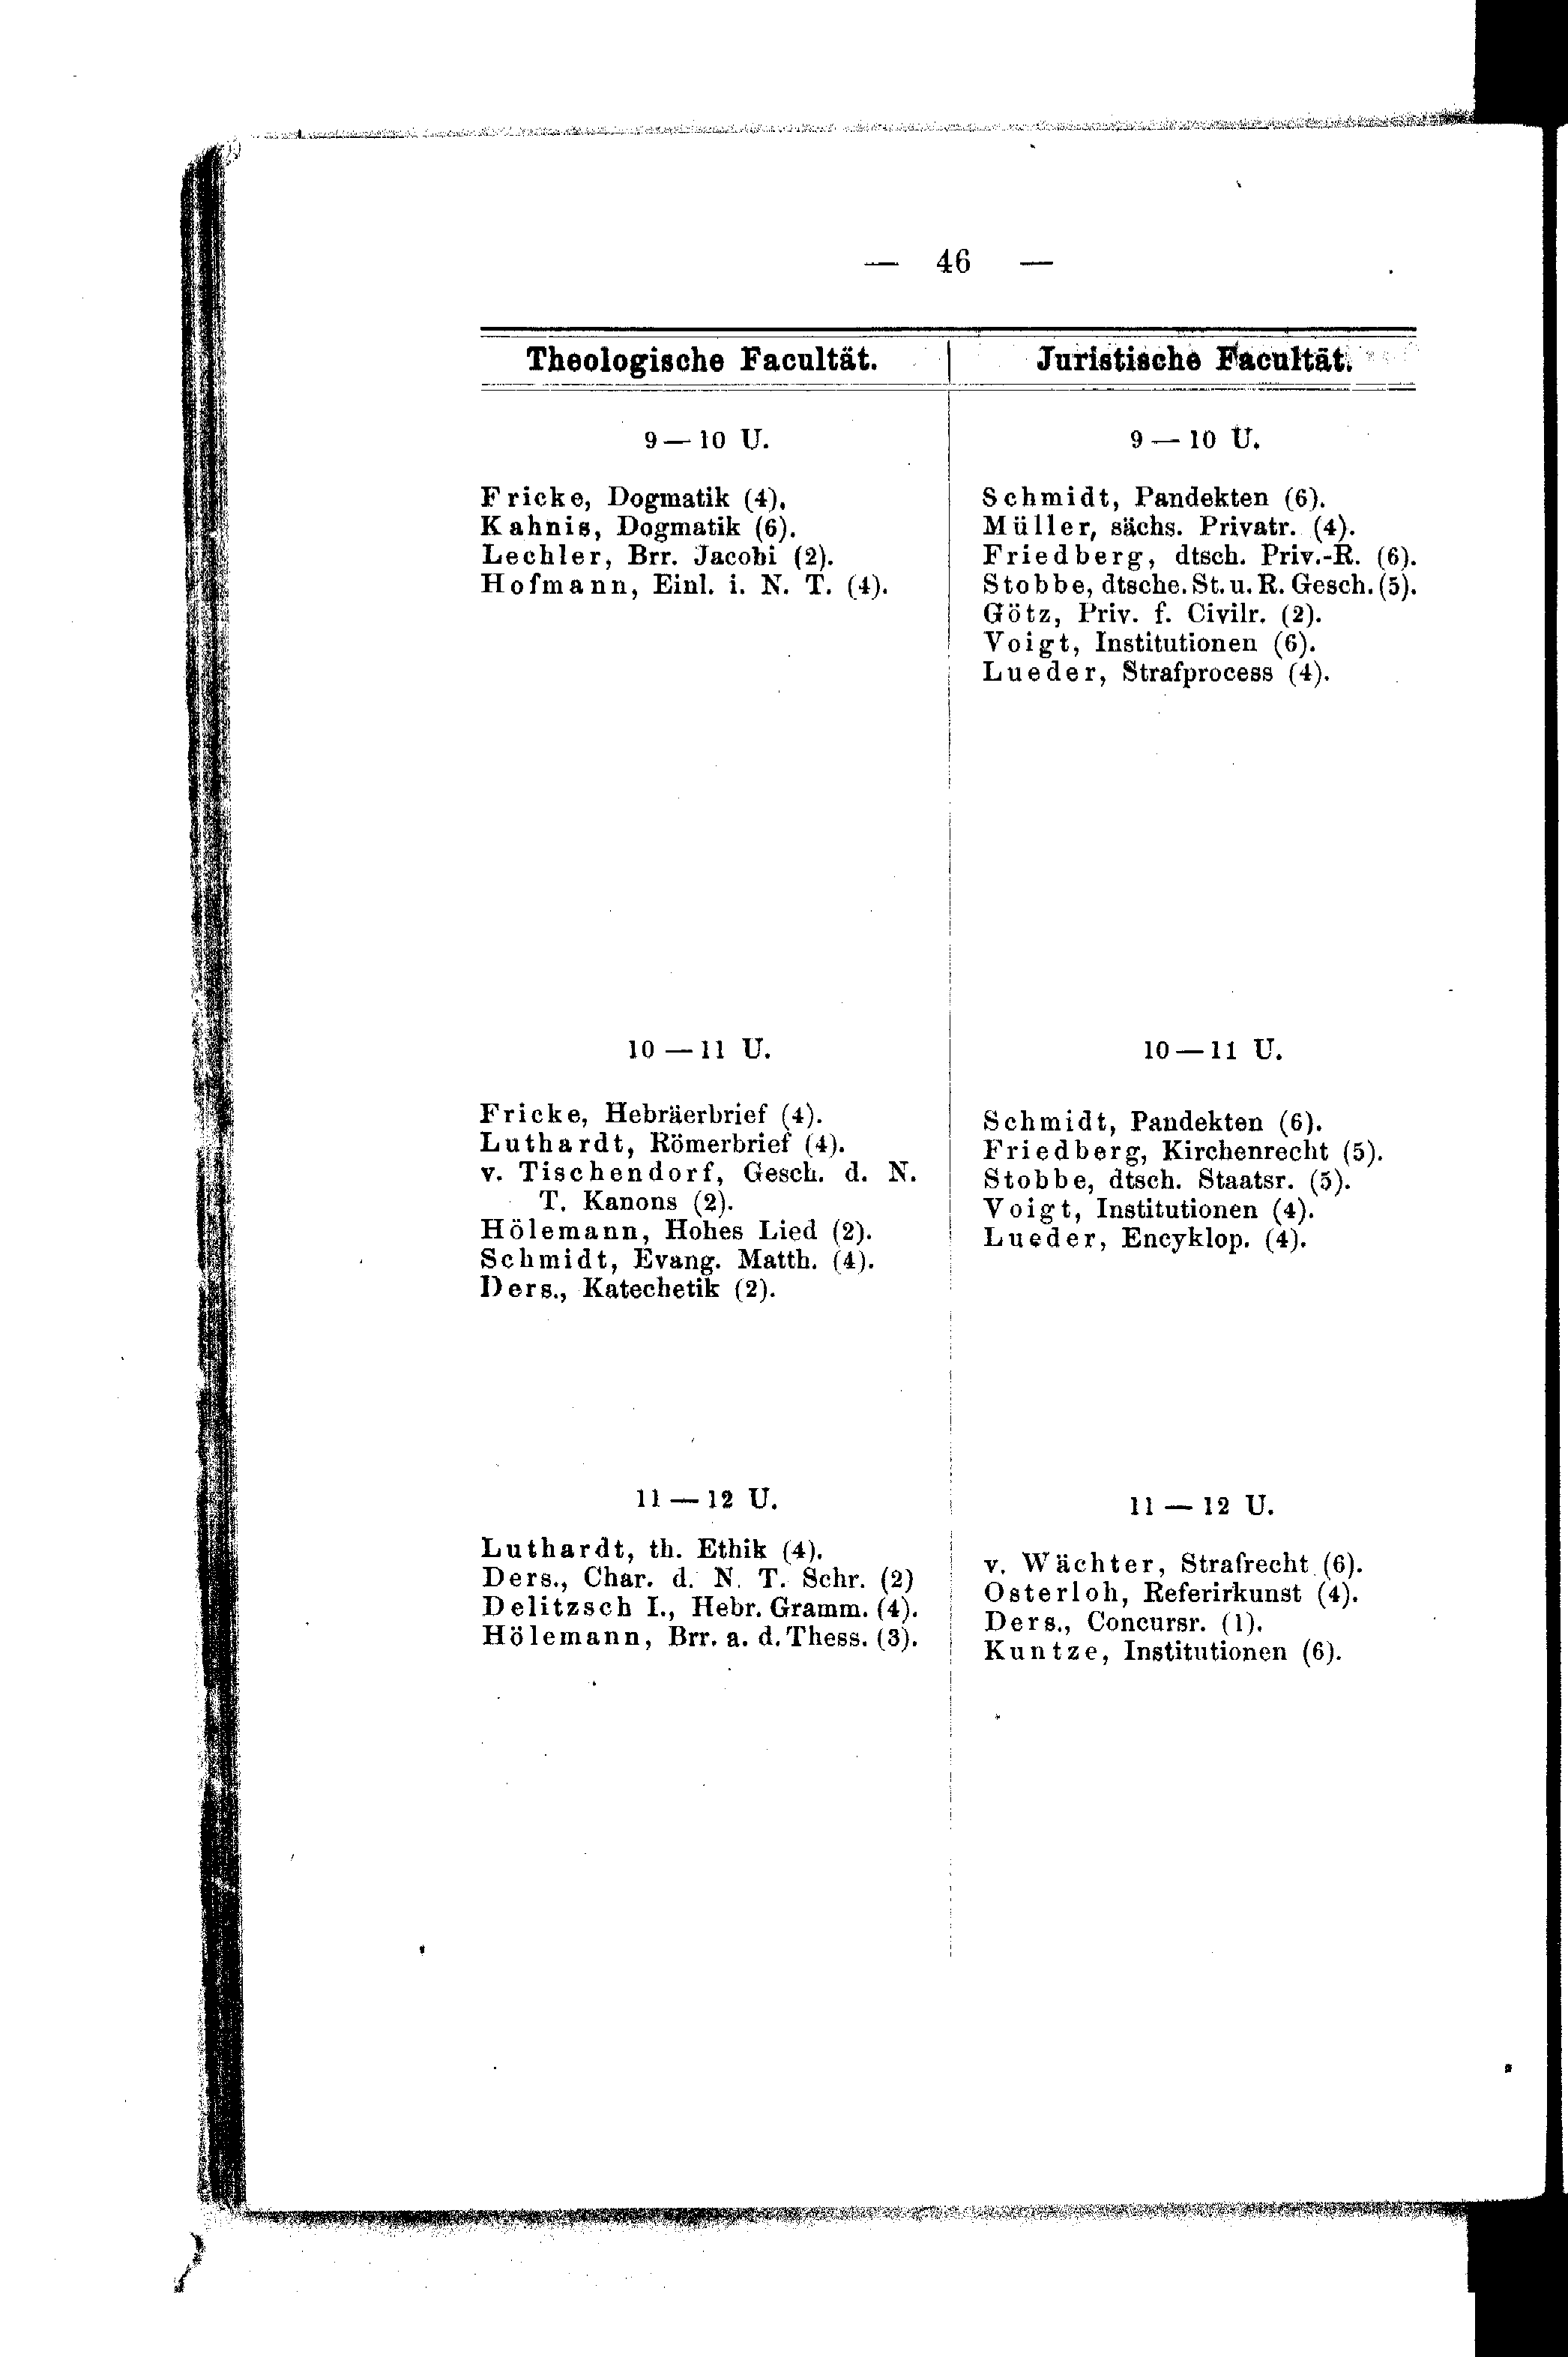 — 46 —
Theologische Facultät.
9—10 U.
Fricke, Dogmatik (4).
Kahnis, Dogmatik (6).
Lechler, Brr. Jacobi (2).
Hofmann, Einl. i. N. T. (4).
10—11 U.
Fricke, Hebräerbrief (4).
Luthardt, Römerbrief (4).
v. Tischendorf, Gesch. d. N.
T. Kanons (2).
Hölemann, Hohes Lied (2).
Schmidt, Evang. Matth. (4).
Ders., Katechetik (2).
11—12 U.
Luthardt, th. Ethik (4).
Ders., Char. d. N. T. Schr. (2)
Delitzsch I., Hebr. Gramm. (4).
Hölemann, Brr. a. d. Thess. (3).
Juristische Facultät.
9—10 U.
Schmidt, Pandekten (6).
Müller, sächs. Privatr. (4).
Friedberg, dtsch. Priv.-R. (6).
Stobbe, dtsche. St. u. R. Gesch. (5).
Götz, Priv. f. Civilr. (2).
Voigt, Institutionen (6).
Lueder, Strafprocess (4).
10—11 U.
Schmidt, Pandekten (6).
Friedberg, Kirchenrecht (5).
Stobbe, dtsch. Staatsr. (5).
Voigt, Institutionen (4).
Lueder, Encyklop. (4).
11—12 U.
v. Wächter, Strafrecht (6).
Osterloh, Referirkunst (4).
Ders., Concursr. (1).
Kuntze, Institutionen (6).